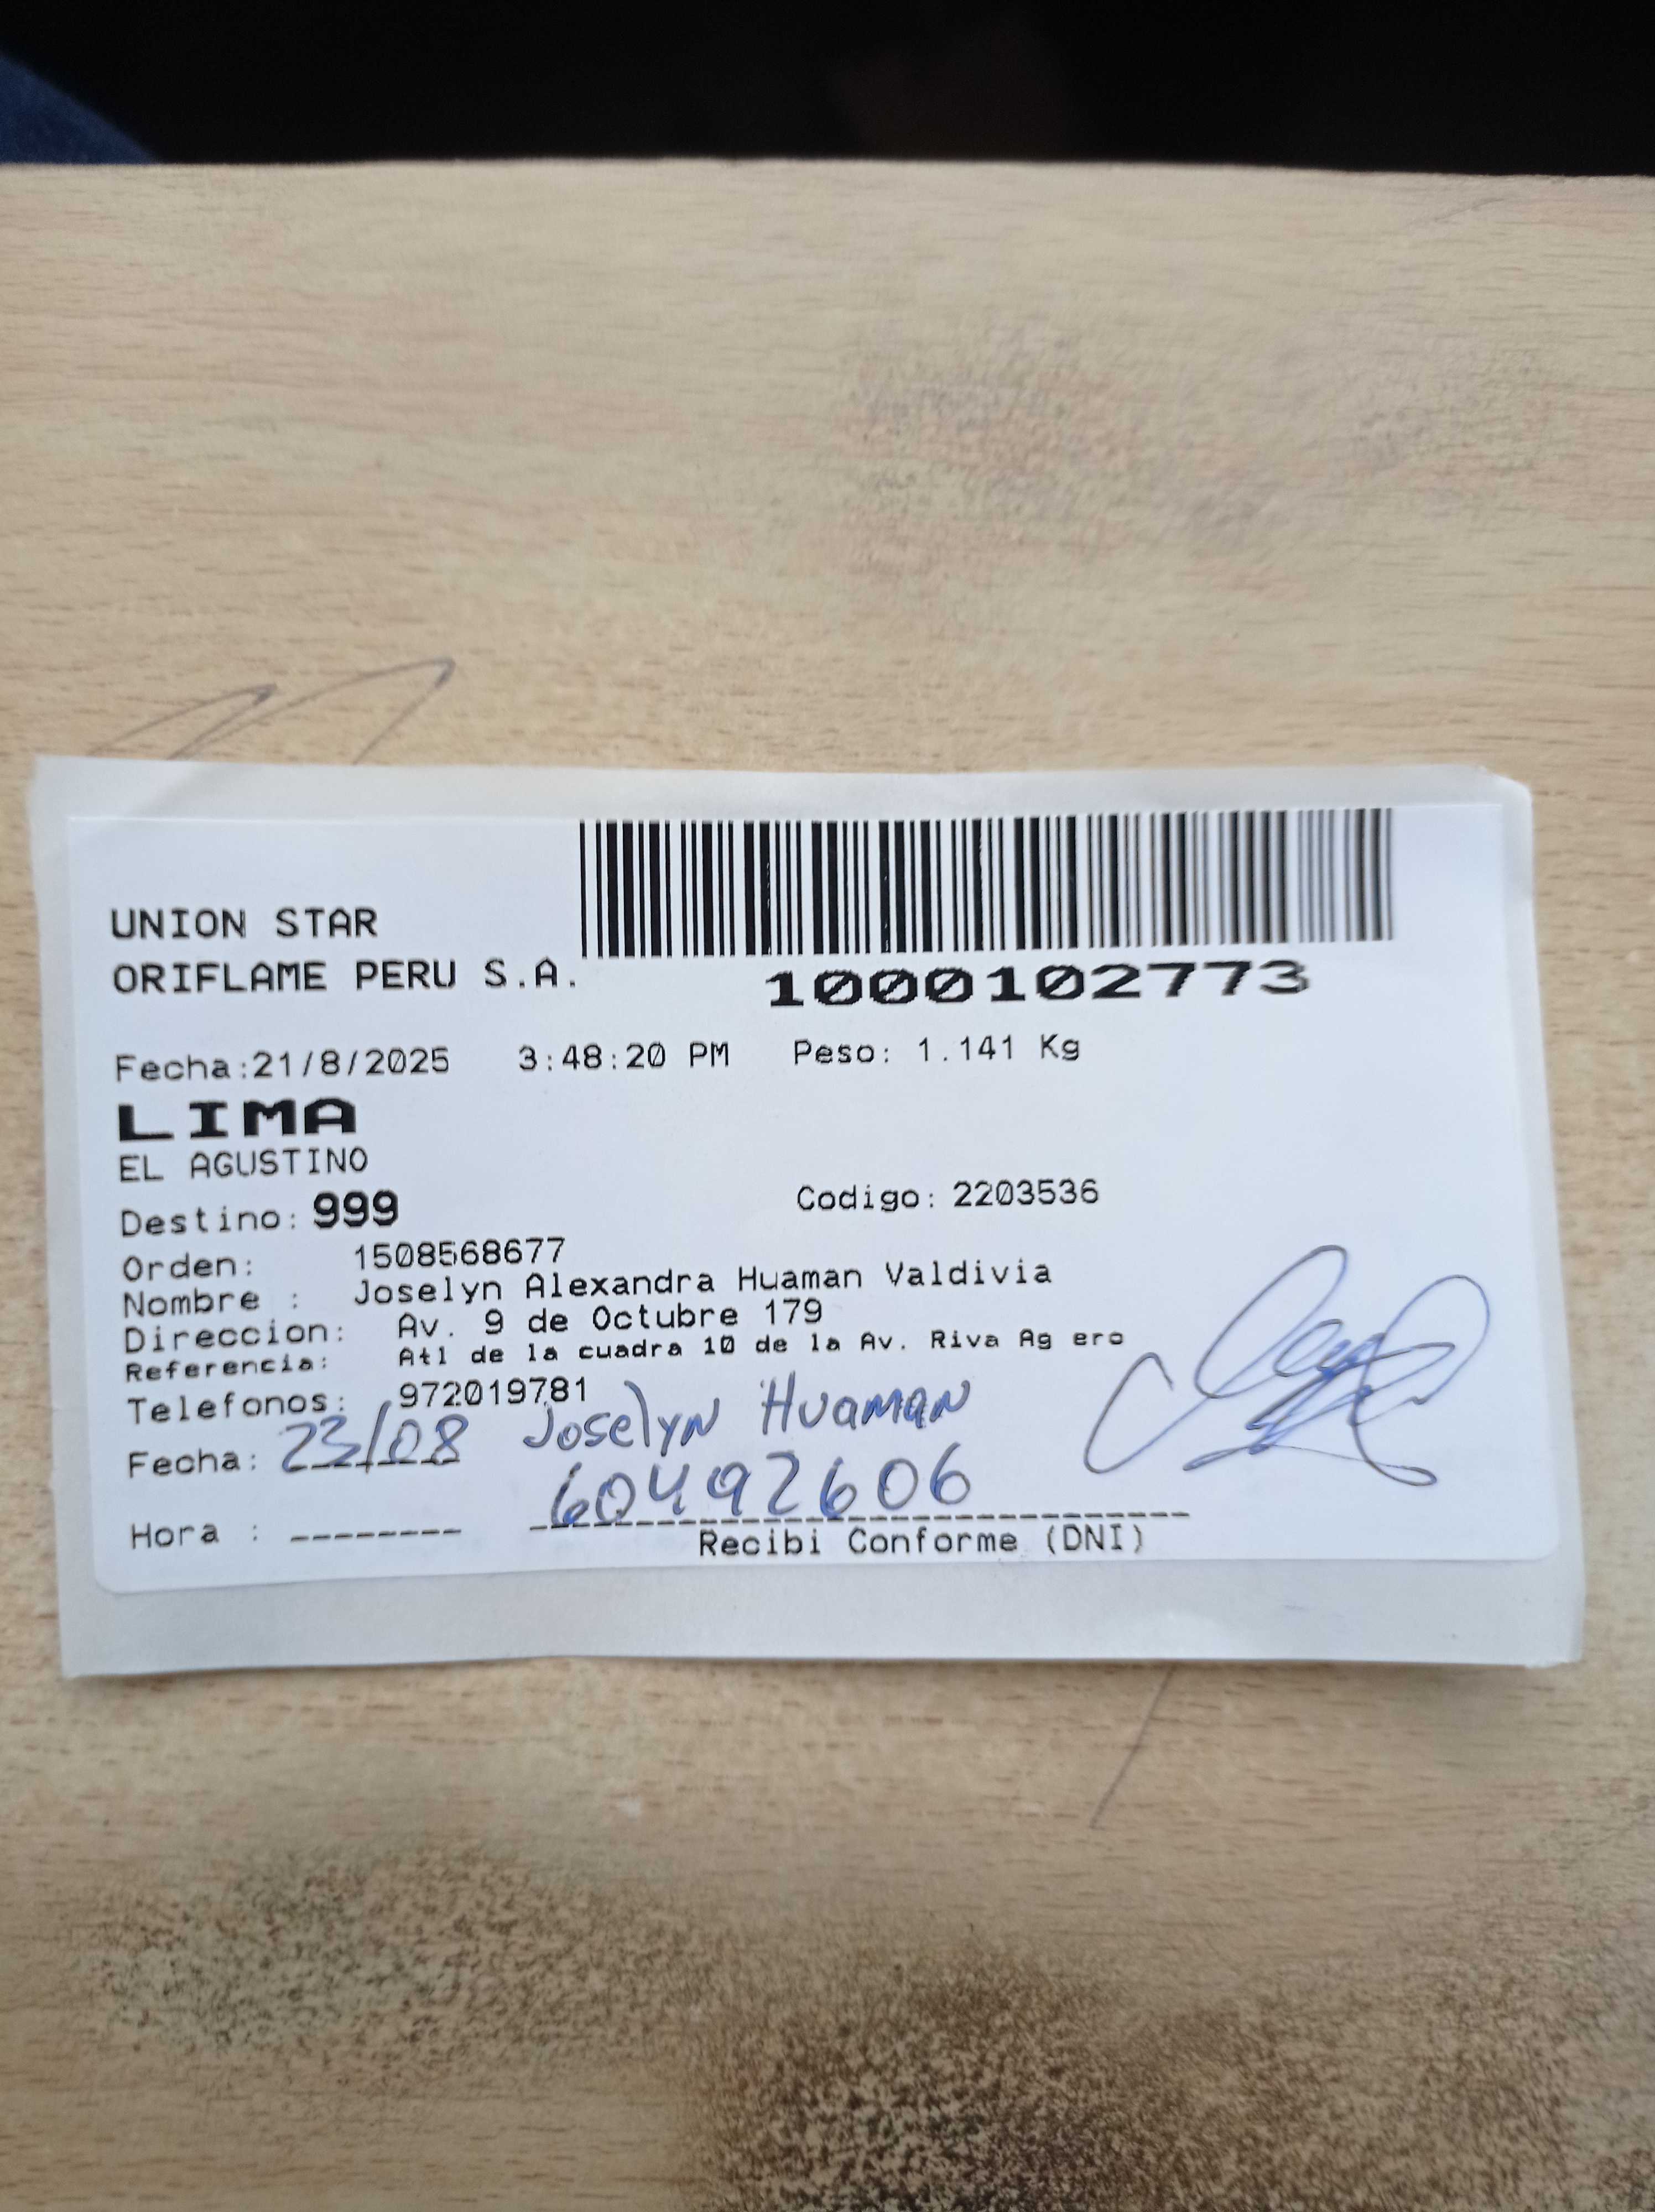 UNION STAR
ORIFLAME PERU S.A.
1000102773
Fecha:21/8/2025 3:48:20 PM Peso: 1.141 Kg
LIMA
EL AGUSTINO
Destino: 999 Codigo: 2203536
Orden: 1508568677
Nombre : Joselyn Alexandra Huaman Valdivia
Direccion: Av. 9 de Octubre 179
Referencia: Atl de la cuadra 10 de la Av. Riva Ag ero
Telefonos: 972019781
Fecha: 23/08 Joselyn Huaman
60492606
Hora :
Recibi Conforme (DNI)